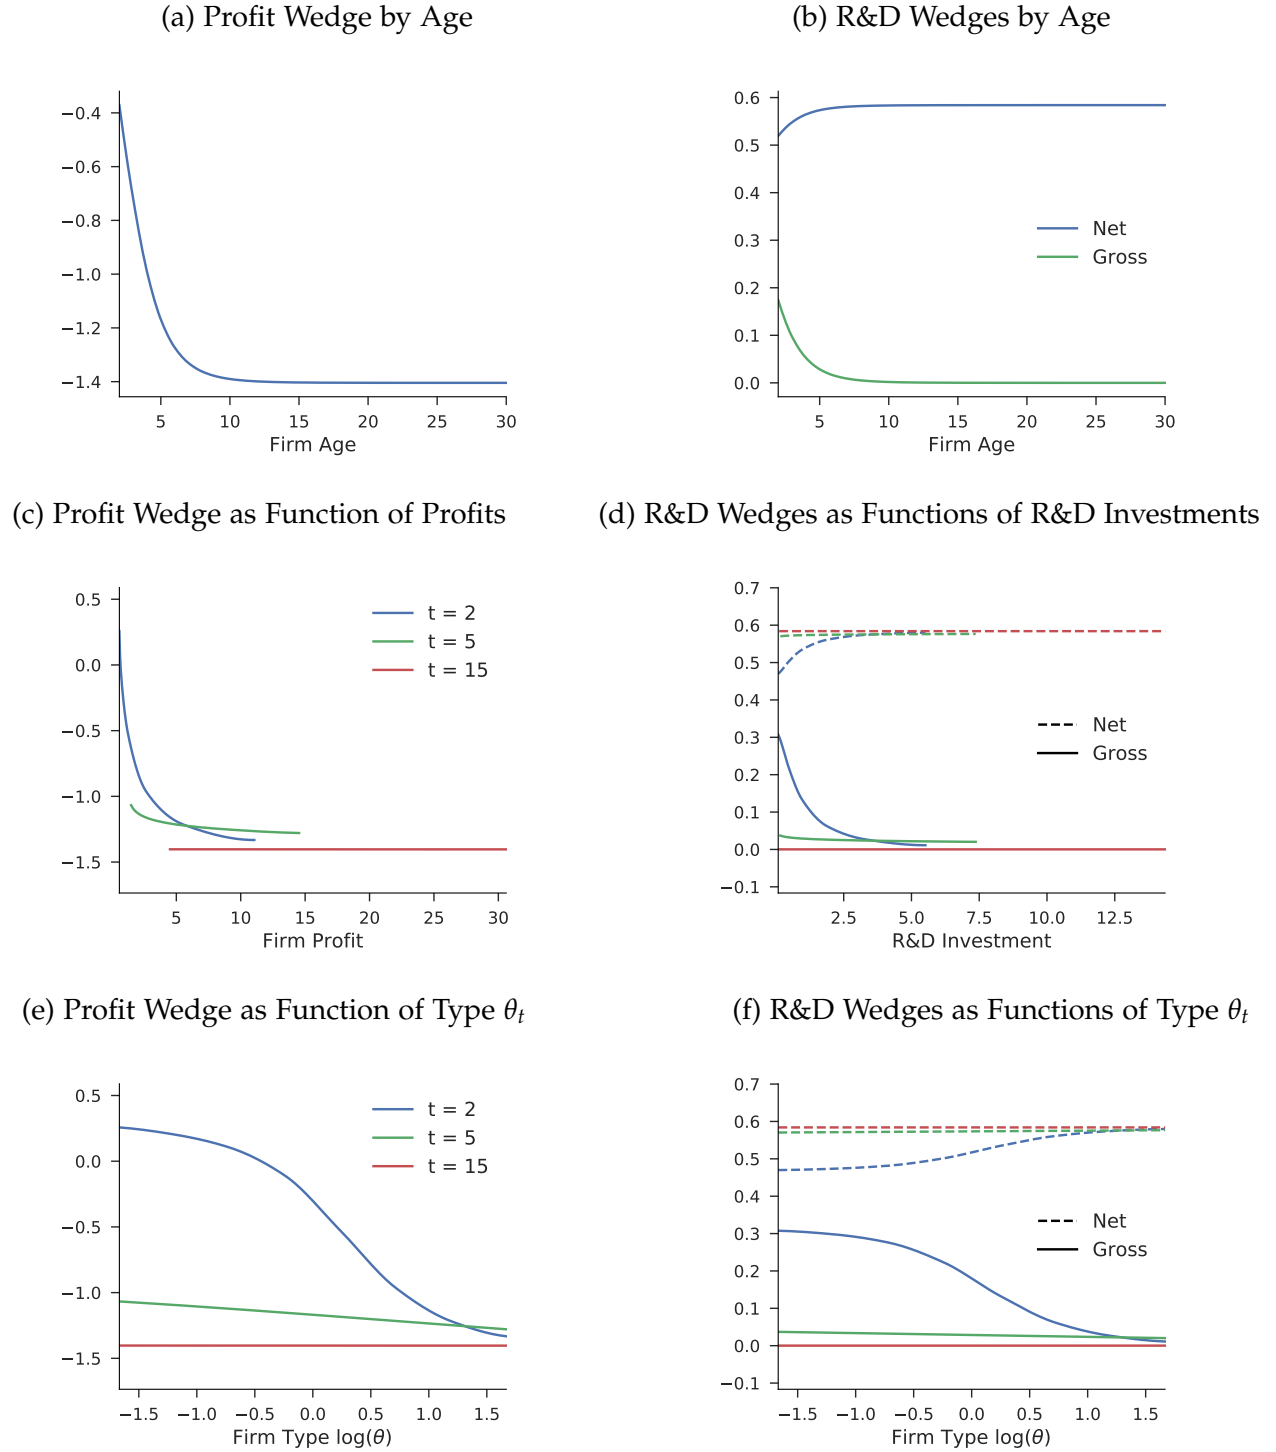 (a) Profit Wedge by Age
−0.4
−0.6
−0.8
−1.0
−1.2
−1.4
5 10 15 20 25 30
Firm Age
(b) R&D Wedges by Age
0.6
0.5
0.4
0.3
0.2
0.1
0.0
Net
Gross
5 10 15 20 25 30
Firm Age
(c) Profit Wedge as Function of Profits
0.5
0.0
−0.5
−1.0
−1.5
t = 2
t = 5
t = 15
5 10 15 20 25 30
Firm Profit
(d) R&D Wedges as Functions of R&D Investments
0.7
0.6
0.5
0.4
0.3
0.2
0.1
0.0
−0.1
Net
Gross
2.5 5.0 7.5 10.0 12.5
R&D Investment
(e) Profit Wedge as Function of Type θt
0.5
0.0
−0.5
−1.0
−1.5
t = 2
t = 5
t = 15
−1.5 −1.0 −0.5 0.0 0.5 1.0 1.5
Firm Type log(θ)
(f) R&D Wedges as Functions of Type θt
0.7
0.6
0.5
0.4
0.3
0.2
0.1
0.0
−0.1
Net
Gross
−1.5 −1.0 −0.5 0.0 0.5 1.0 1.5
Firm Type log(θ)